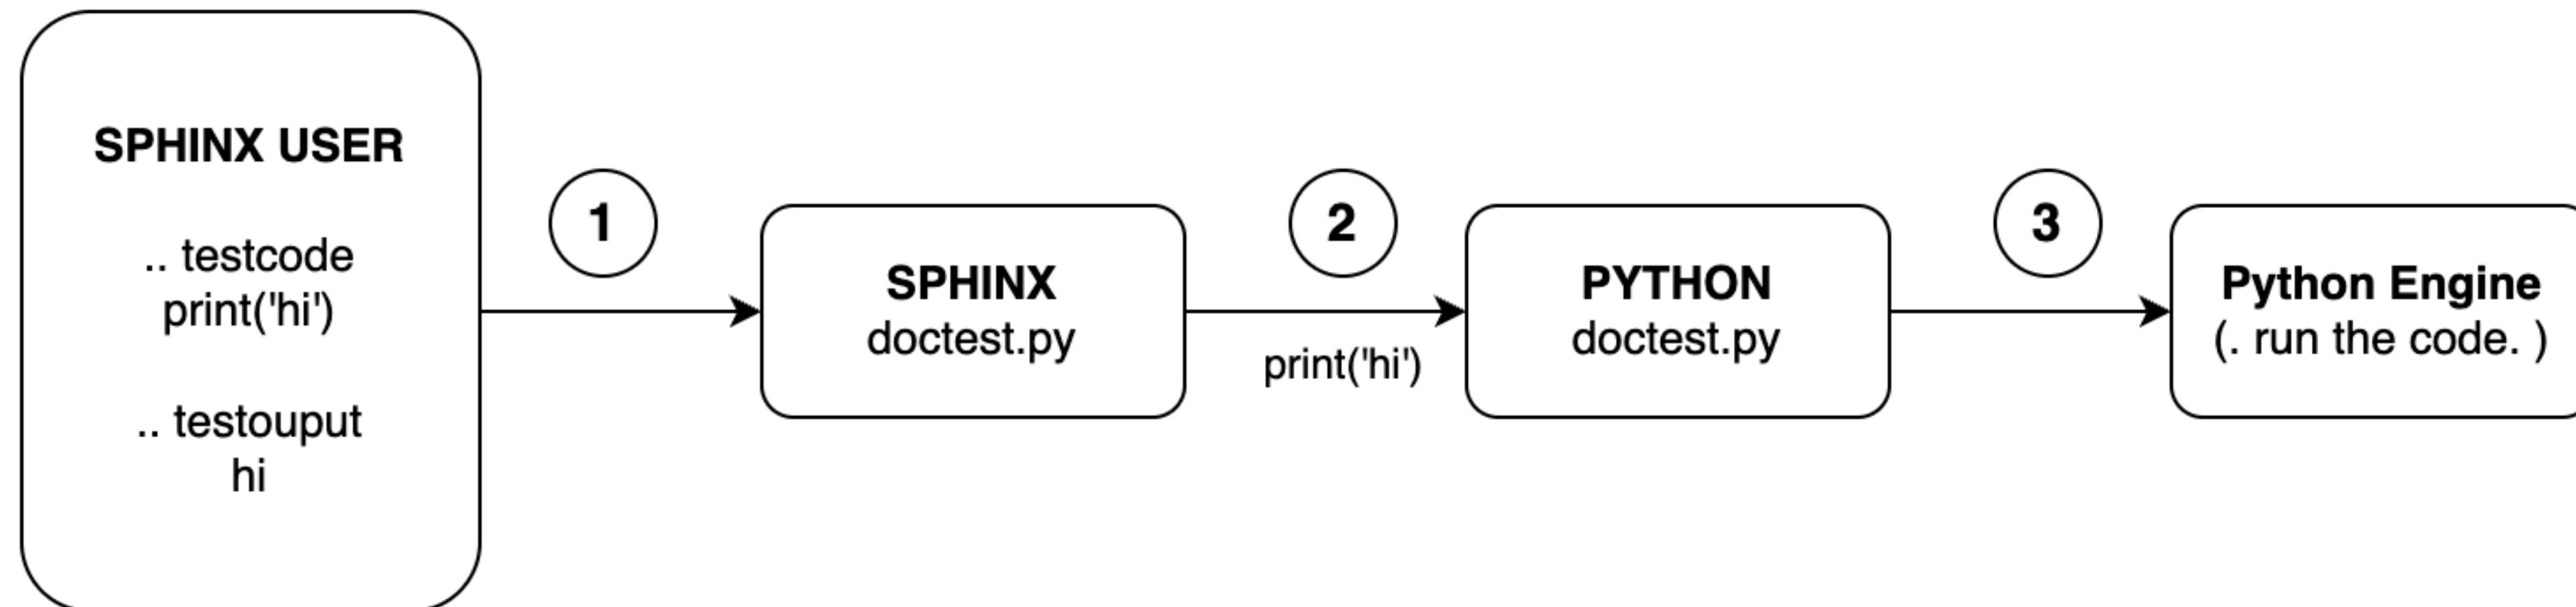 SPHINX USER
.. testcode
print('hi')
.. testouput
hi
1
SPHINX
doctest.py
2
print('hi')
PYTHON
doctest.py
3
Python Engine
(. run the code. )